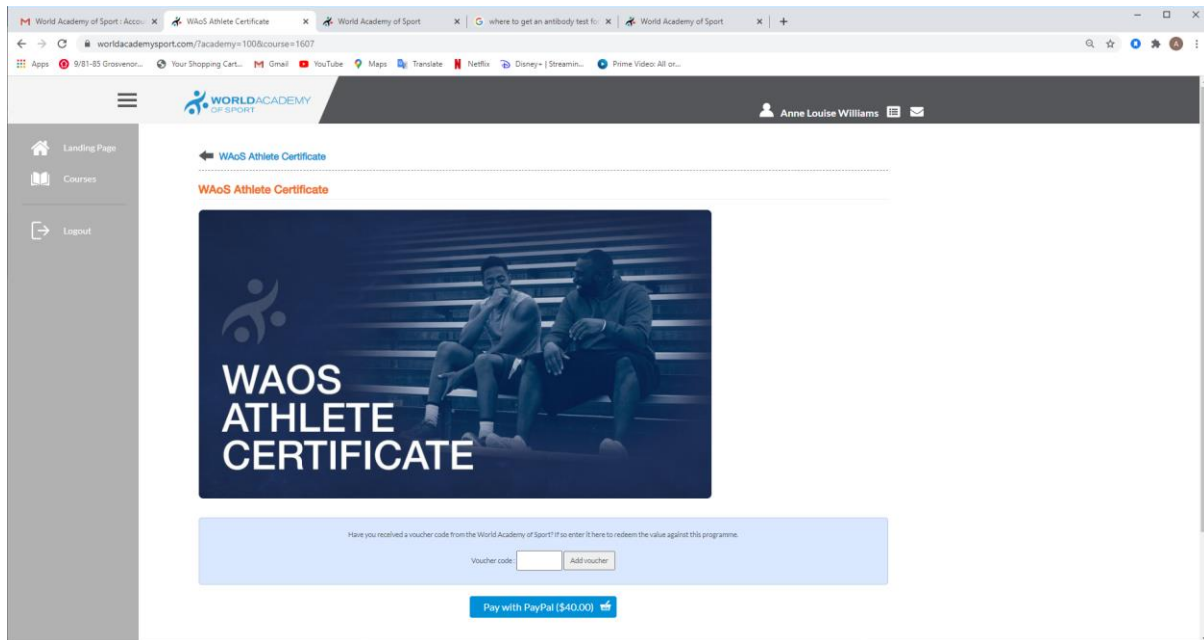 World Academy of Sport : Accou
WAoS Athlete Certificate
World Academy of Sport
where to get an antibody test fo
World Academy of Sport
worldacademysport.com/?academy=100&course=1607
Apps
9/81-85 Grosvenor...
Your Shopping Cart...
Gmail
YouTube
Maps
Translate
Netflix
Disney+ | Streamin...
Prime Video: All or...
WORLDACADEMY
OF SPORT
Anne Louise Williams
Landing Page
Courses
Logout
WAoS Athlete Certificate
WAoS Athlete Certificate
WAOS
ATHLETE
CERTIFICATE
Have you received a voucher code from the World Academy of Sport? If so enter it here to redeem the value against this programme.
Voucher code:
Add voucher
Pay with PayPal ($40.00)